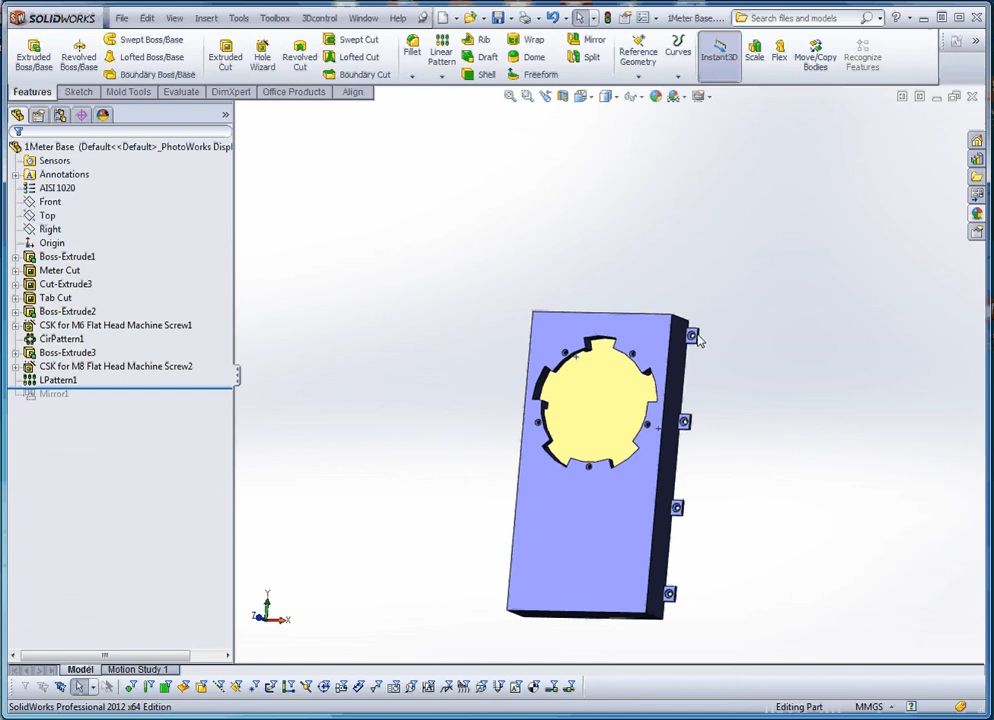 SOLIDWORKS File Edit View Insert Tools Toolbox 3Dcontrol Window Help 1Meter Base.... Search files and models
Extruded Boss/Base
Revolved Boss/Base
Swept Boss/Base
Lofted Boss/Base
Boundary Boss/Base
Extruded Cut
Hole Wizard
Revolved Cut
Swept Cut
Lofted Cut
Boundary Cut
Fillet
Linear Pattern
Rib
Draft
Shell
Wrap
Dome
Freeform
Mirror
Split
Reference Geometry
Curves
Instant3D
Scale
Flex
Move/Copy Bodies
Recognize Features
Features Sketch Mold Tools Evaluate DimXpert Office Products Align
1Meter Base (Default<<Default>_PhotoWorks Displ
Sensors
Annotations
AISI 1020
Front
Top
Right
Origin
Boss-Extrude1
Meter Cut
Cut-Extrude3
Tab Cut
Boss-Extrude2
CSK for M6 Flat Head Machine Screw1
CirPattern1
Boss-Extrude3
CSK for M8 Flat Head Machine Screw2
LPattern1
Mirror1
Y
Z X
Model Motion Study 1
SolidWorks Professional 2012 x64 Edition Editing Part MMGS